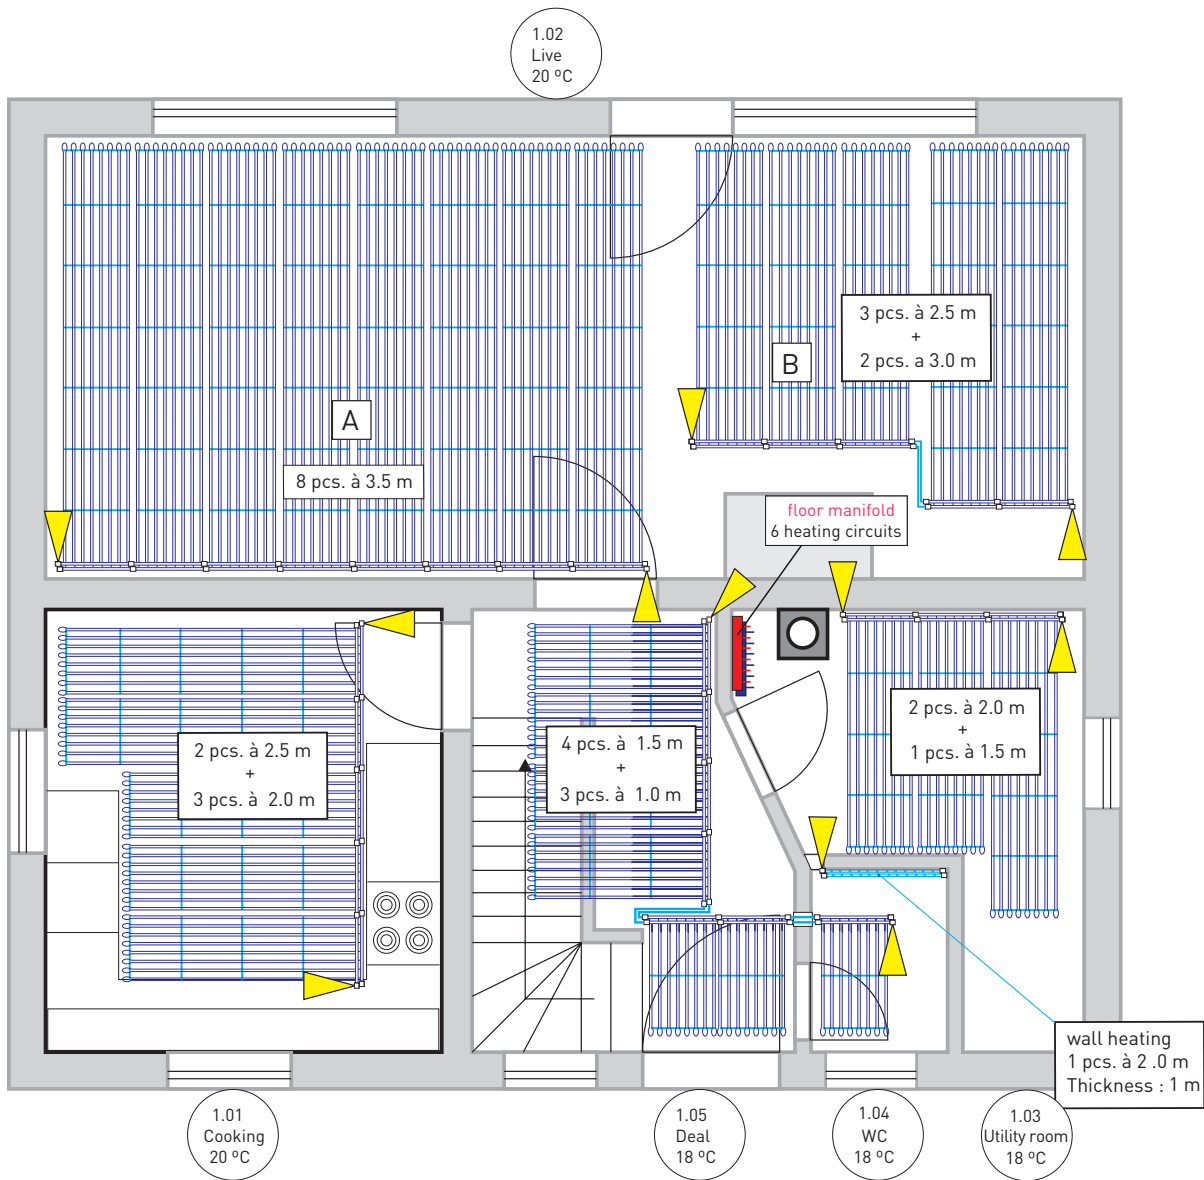 1.02
Live
20 ºC
3 pcs. à 2.5 m
+
2 pcs. a 3.0 m
B
A
8 pcs. à 3.5 m
floor manifold
6 heating circuits
2 pcs. à 2.5 m
+
3 pcs. à 2.0 m
4 pcs. à 1.5 m
+
3 pcs. à 1.0 m
2 pcs. à 2.0 m
+
1 pcs. à 1.5 m
wall heating
1 pcs. à 2 .0 m
Thickness : 1 m
1.01
Cooking
20 ºC
1.05
Deal
18 ºC
1.04
WC
18 ºC
1.03
Utility room
18 ºC